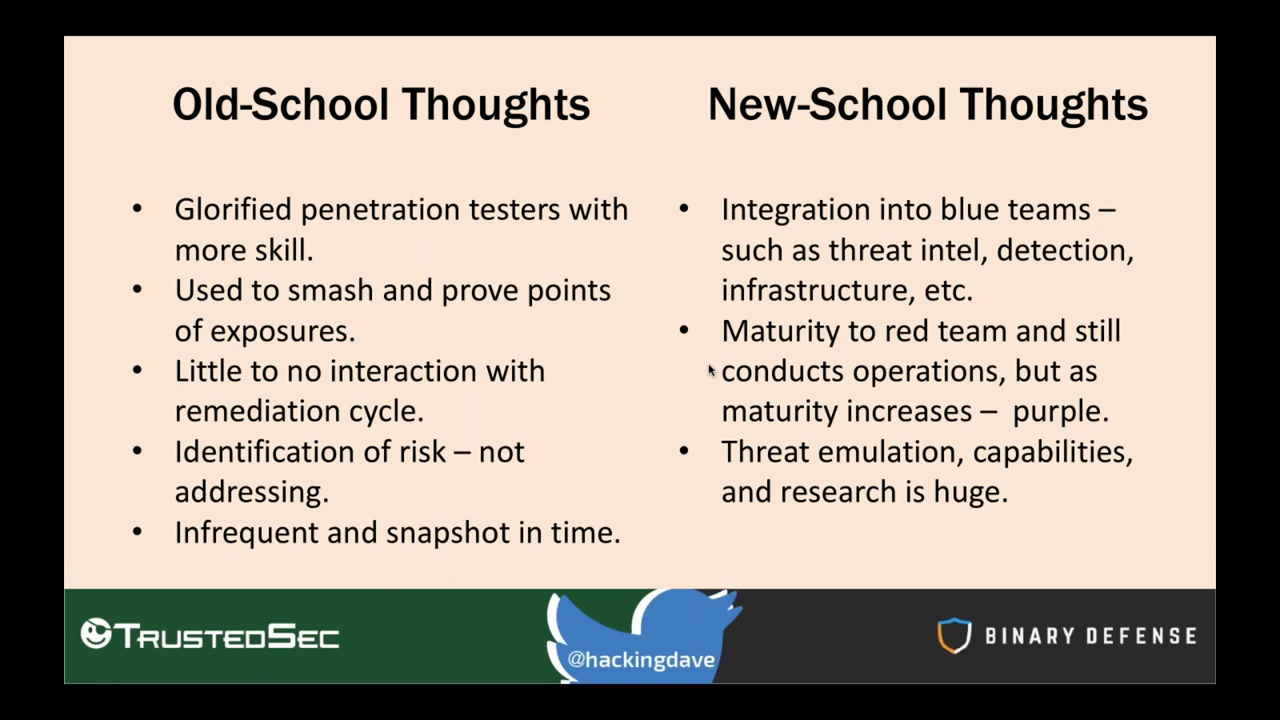 Old-School Thoughts
• Glorified penetration testers with
more skill.
• Used to smash and prove points
of exposures.
• Little to no interaction with
remediation cycle.
• Identification of risk – not
addressing.
• Infrequent and snapshot in time.
New-School Thoughts
• Integration into blue teams –
such as threat intel, detection,
infrastructure, etc.
• Maturity to red team and still
conducts operations, but as
maturity increases – purple.
• Threat emulation, capabilities,
and research is huge.
TRUSTEDSEC
@hackingdave
BINARY DEFENSE